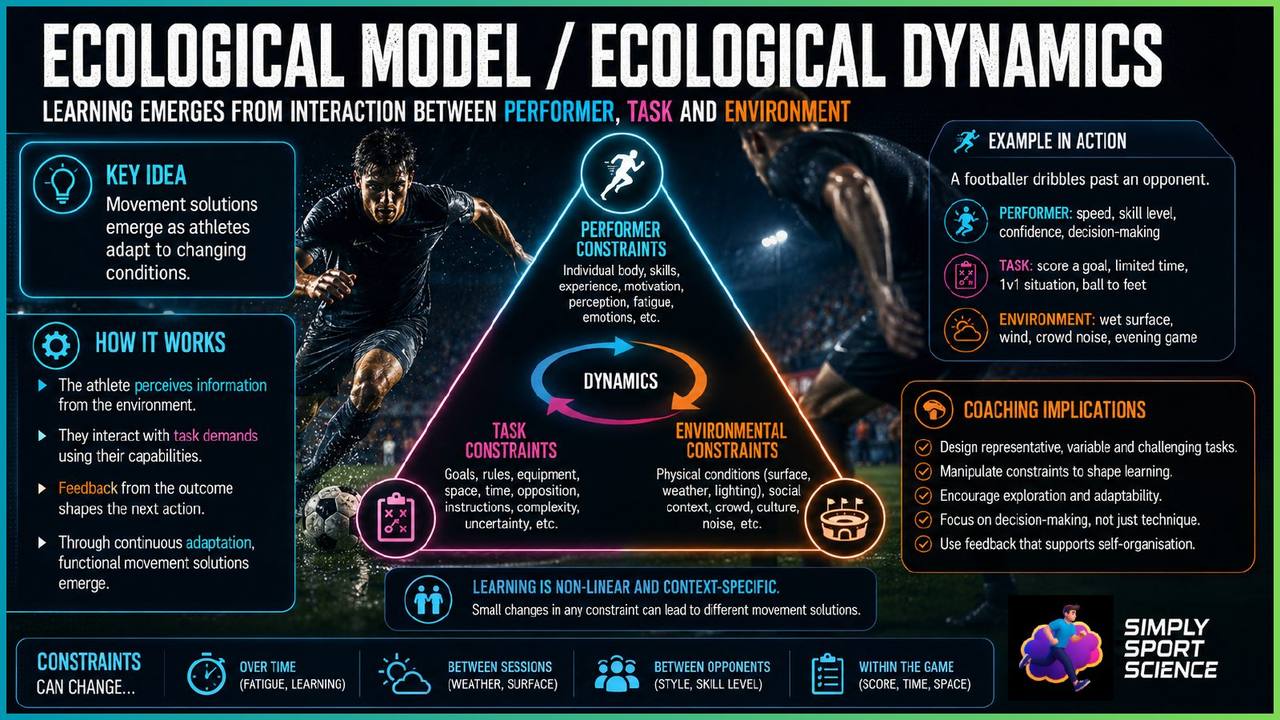 ECOLOGICAL MODEL / ECOLOGICAL DYNAMICS
LEARNING EMERGES FROM INTERACTION BETWEEN PERFORMER, TASK AND ENVIRONMENT
KEY IDEA
Movement solutions
emerge as athletes
adapt to changing
conditions.
HOW IT WORKS
The athlete perceives information
from the environment.
They interact with task demands
using their capabilities.
Feedback from the outcome
shapes the next action.
Through continuous adaptation,
functional movement solutions
emerge.
PERFORMER
CONSTRAINTS
Individual body, skills,
experience, motivation,
perception, fatigue,
emotions, etc.
DYNAMICS
TASK
CONSTRAINTS
Goals, rules, equipment,
space, time, opposition,
instructions, complexity,
uncertainty, etc.
ENVIRONMENTAL
CONSTRAINTS
Physical conditions (surface,
weather, lighting), social
context, crowd, culture,
noise, etc.
LEARNING IS NON-LINEAR AND CONTEXT-SPECIFIC.
Small changes in any constraint can lead to different movement solutions.
EXAMPLE IN ACTION
A footballer dribbles past an opponent.
PERFORMER: speed, skill level,
confidence, decision-making
TASK: score a goal, limited time,
1v1 situation, ball to feet
ENVIRONMENT: wet surface,
wind, crowd noise, evening game
COACHING IMPLICATIONS
Design representative, variable and challenging tasks.
Manipulate constraints to shape learning.
Encourage exploration and adaptability.
Focus on decision-making, not just technique.
Use feedback that supports self-organisation.
CONSTRAINTS
CAN CHANGE...
OVER TIME
(FATIGUE, LEARNING)
BETWEEN SESSIONS
(WEATHER, SURFACE)
BETWEEN OPPONENTS
(STYLE, SKILL LEVEL)
WITHIN THE GAME
(SCORE, TIME, SPACE)
SIMPLY
SPORT
SCIENCE